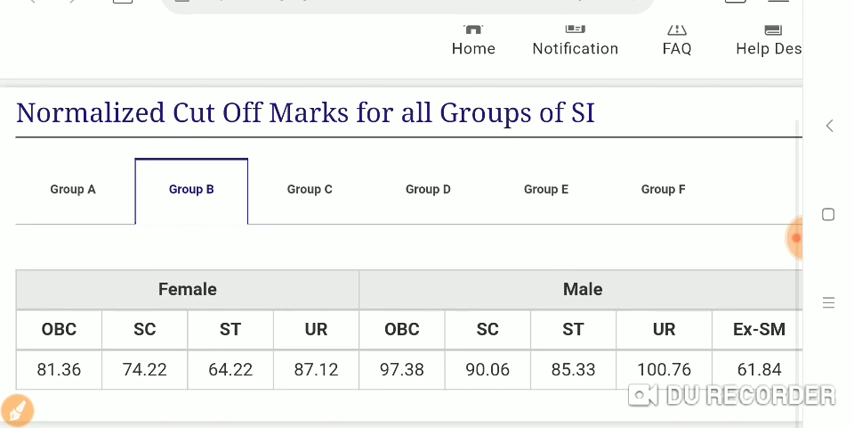 Home Notification FAQ Help Des
Normalized Cut Off Marks for all Groups of SI
Group A Group B Group C Group D Group E Group F
Female Male
OBC SC ST UR OBC SC ST UR Ex-SM
81.36 74.22 64.22 87.12 97.38 90.06 85.33 100.76 61.84
DU RECORDER